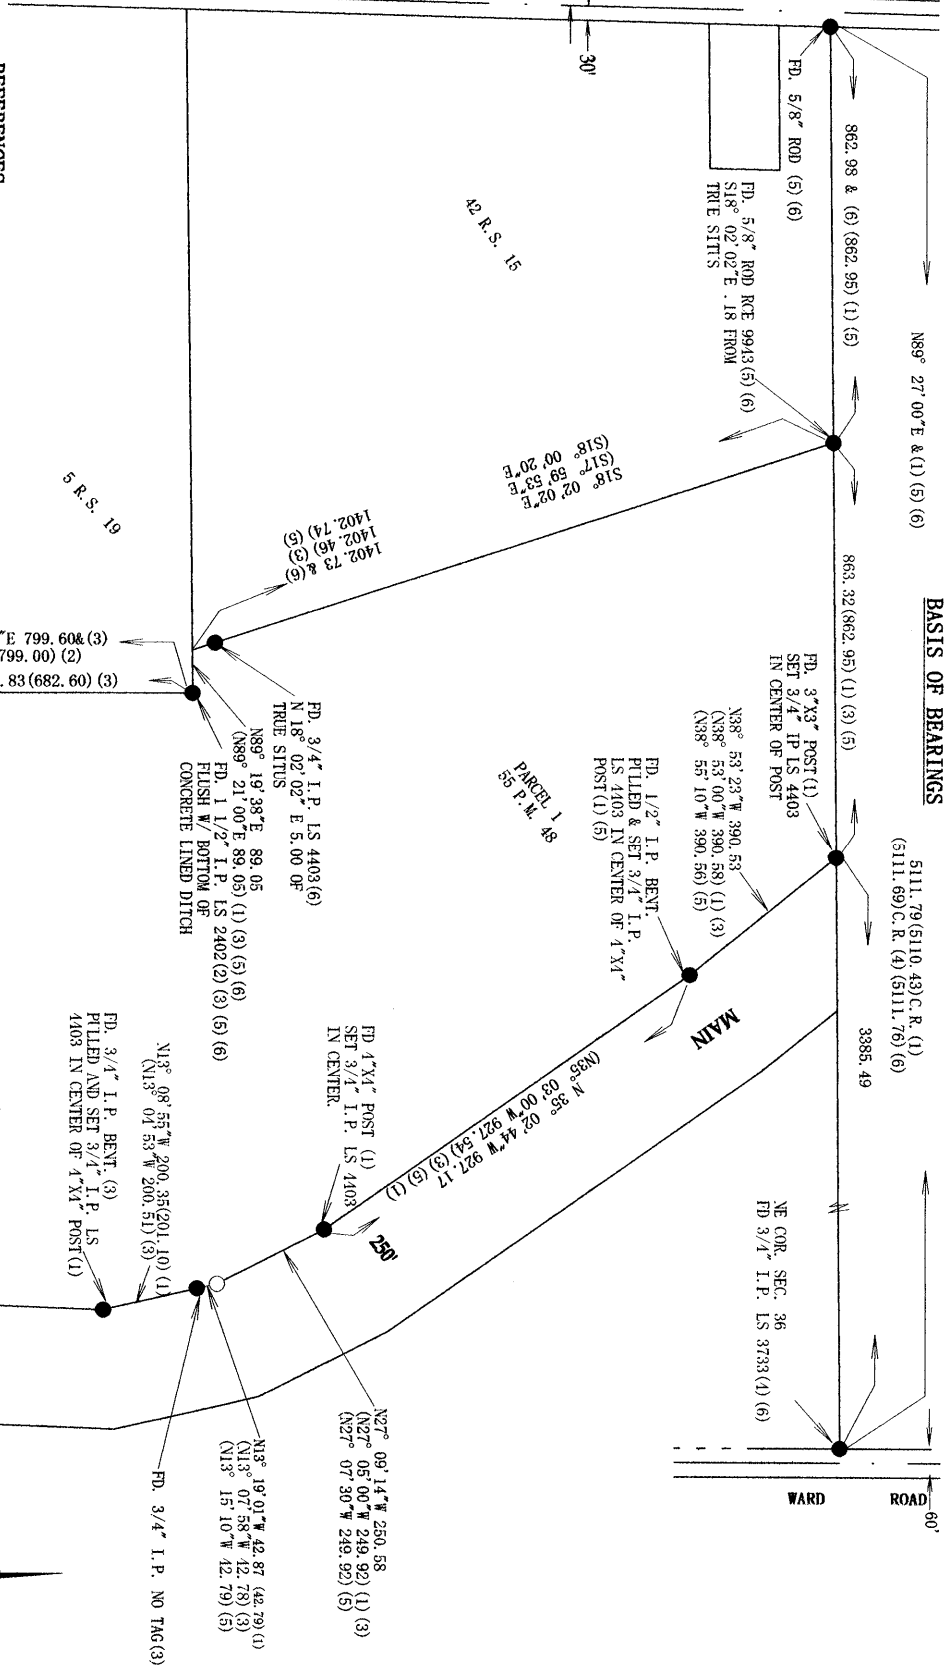 BASIS OF BEARINGS
N89° 27'00"E &(1)(5)(6)
5111.79(5110.43)C.R.(1)
(5111.69)C.R.(4)(5111.76)(6)
862.98 & (6)(862.95)(1)(5)
863.32(862.95)(1)(3)(5)
3385.49
NE COR. SEC. 36
FD 3/4" I.P. LS 3733(4)(6)
WARD ROAD
60'
30'
FD. 5/8" ROD (5)(6)
FD. 5/8" ROD RCE 9943(5)(6)
S18° 02'02"E .18 FROM
TRUE SITUS
FD. 3"X3" POST(1)
SET 3/4" IP LS 4403
IN CENTER OF POST
N38° 53'23"W 390.53
(N38° 53'00"W 390.58)(1)(3)
(N38° 55'10"W 390.56)(5)
FD. 1/2" I.P. BENT.
PULLED & SET 3/4" I.P.
LS 4403 IN CENTER OF 4"X4"
POST(1)(5)
42 R.S. 15
S18° 02'02"E
(S17° 59'53"E
(S18° 00'20"E
1402.73 &(6)
1402.46)(3)
1402.74)(5)
PARCEL 1
55 P.M. 48
MAIN
N 35° 02'44"W 927.17
(N35° 03'00"W 927.54)(3)(5)(1)
250'
5 R.S. 19
FD. 3/4" I.P. LS 4403(6)
N 18° 02'02" E 5.00 OF
TRUE SITUS
N89° 19'38"E 89.05
(N89° 21'00"E 89.05)(1)(3)(5)(6)
FD. 1 1/2" I.P. LS 2402(2)(3)(5)(6)
FLUSH W/ BOTTOM OF
CONCRETE LINED DITCH
FD 4"X4" POST (1)
SET 3/4" I.P. LS 4403
IN CENTER.
N27° 09'14"W 250.58
(N27° 05'00"W 249.92)(1)(3)
(N27° 07'30"W 249.92)(5)
N13° 19'01"W 42.87 (42.79)(1)
(N13° 07'58"W 42.78)(3)
(N13° 15'10"W 42.79)(5)
FD. 3/4" I.P. NO TAG(3)
N13° 08'55"W 200.35(201.10)(1)
(N13° 04'53"W 200.51)(3)
FD. 3/4" I.P. BENT.(3)
PULLED AND SET 3/4" I.P. LS
4403 IN CENTER OF 4"X4" POST(1)
"E 799.60&(3)
799.00)(2)
.83(682.60)(3)
REFERENCES